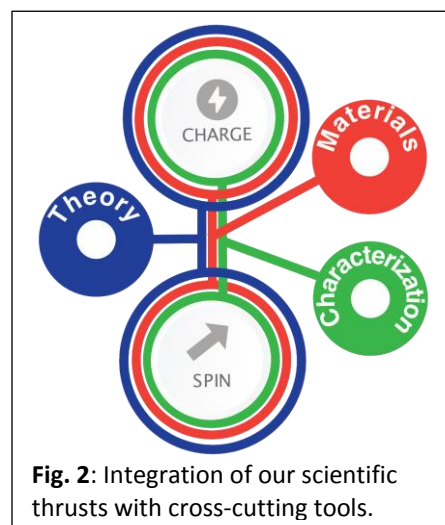 CHARGE
Materials
Theory
Characterization
SPIN
Fig. 2: Integration of our scientific
thrusts with cross-cutting tools.